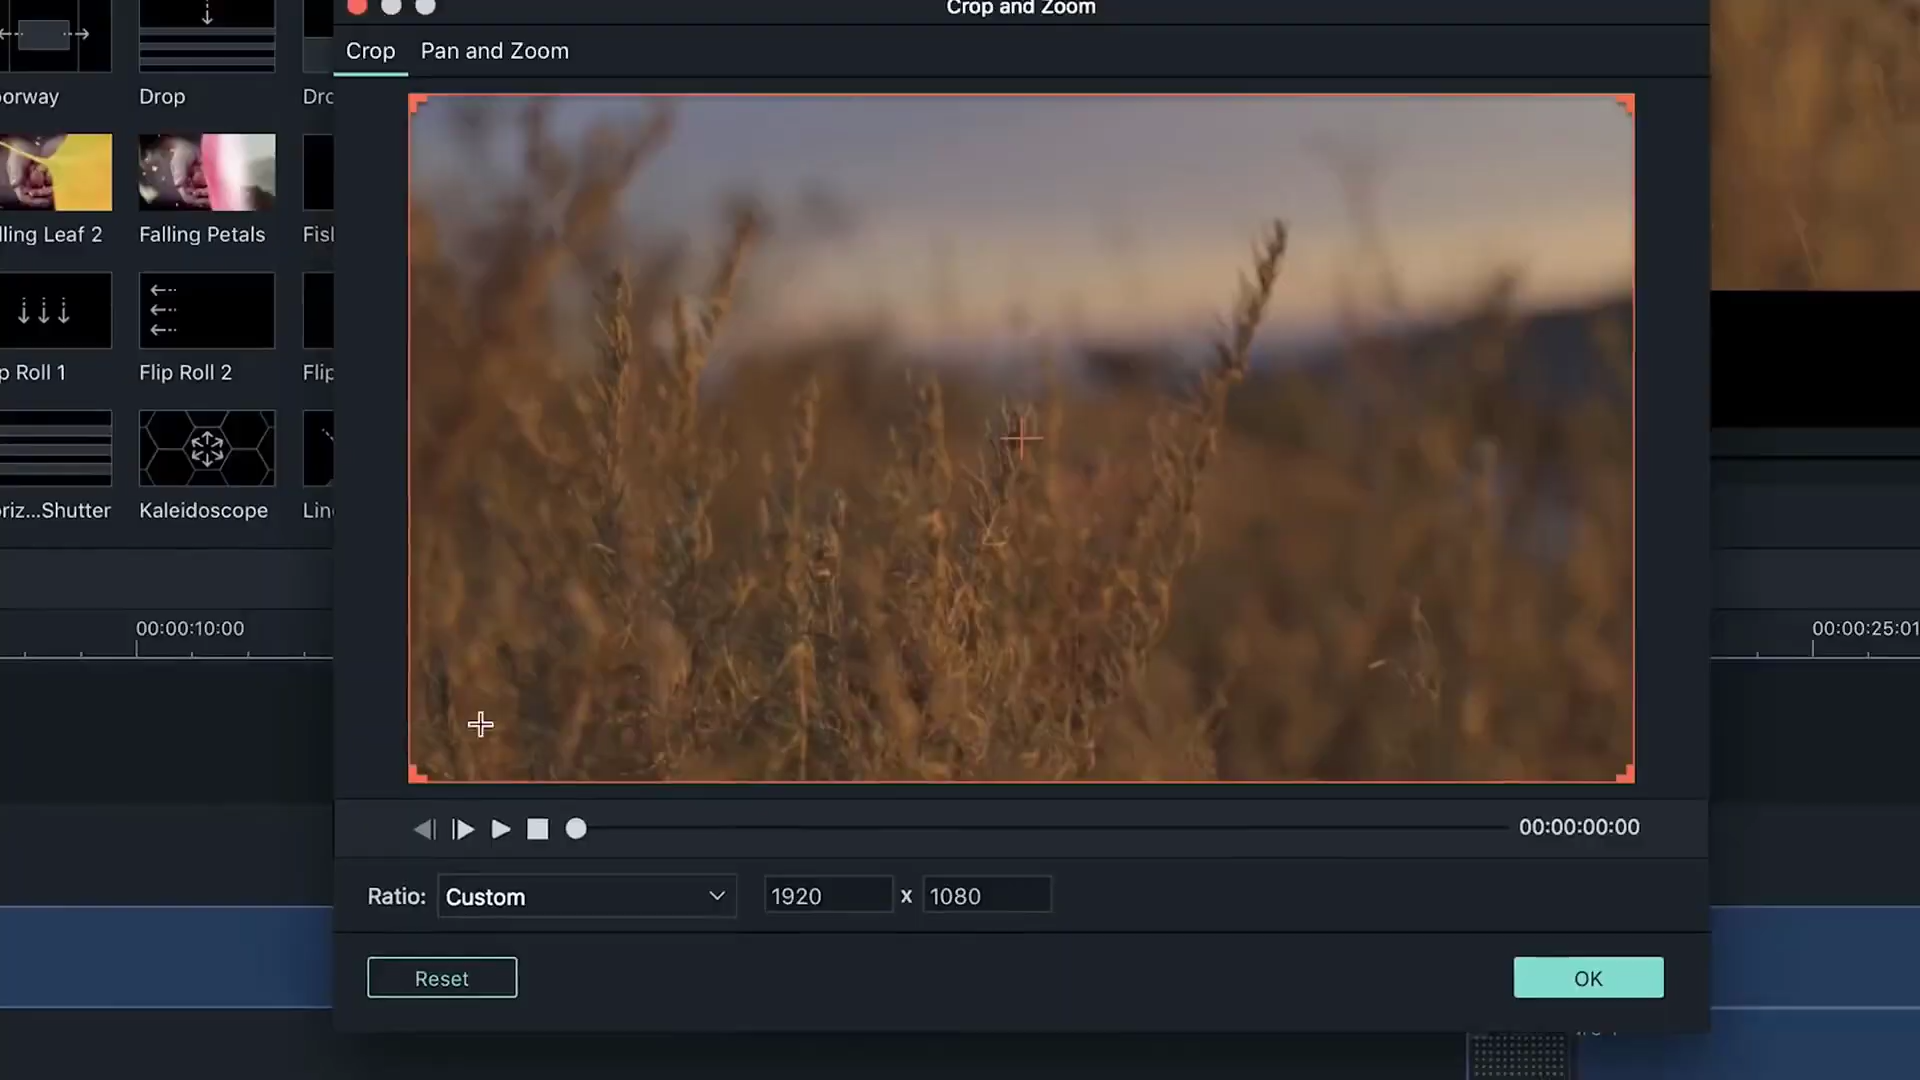 Crop and Zoom
Crop
Pan and Zoom
orway
Drop
Drc
lling Leaf 2
Falling Petals
Fisl
p Roll 1
Flip Roll 2
Flip
oriz...Shutter
Kaleidoscope
Lin
00:00:10:00
00:00:25:01
00:00:00:00
Ratio:
Custom
1920
x
1080
Reset
OK